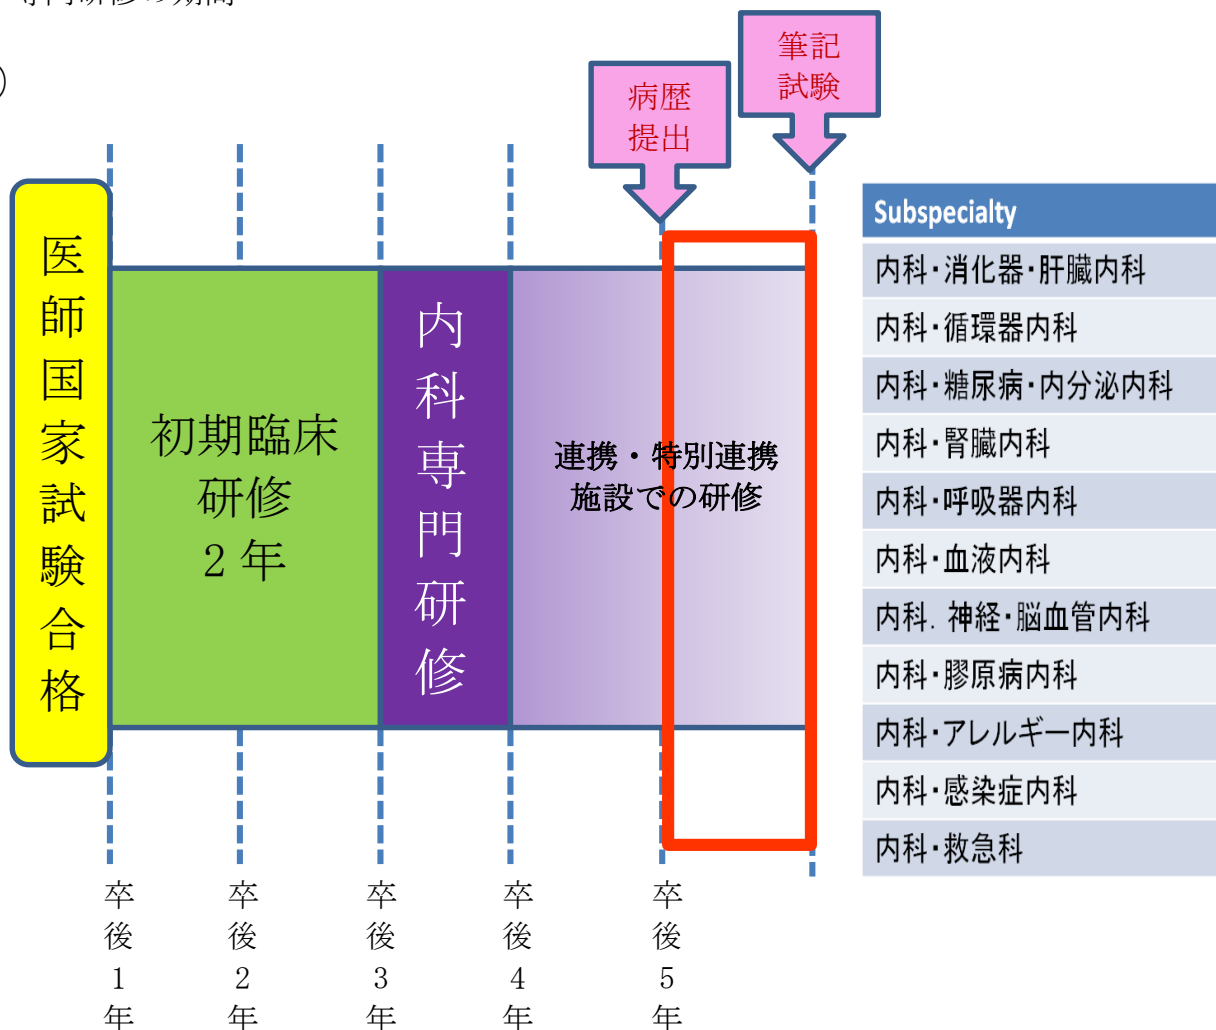 専門研修の期間
)
筆記
試験
病歴
提出
医師国家試験合格
初期臨床
研修
2年
内科専門研修
連携・特別連携
施設での研修
Subspecialty
内科・消化器・肝臓内科
内科・循環器内科
内科・糖尿病・内分泌内科
内科・腎臓内科
内科・呼吸器内科
内科・血液内科
内科．神経・脳血管内科
内科・膠原病内科
内科・アレルギー内科
内科・感染症内科
内科・救急科
卒後1年
卒後2年
卒後3年
卒後4年
卒後5年